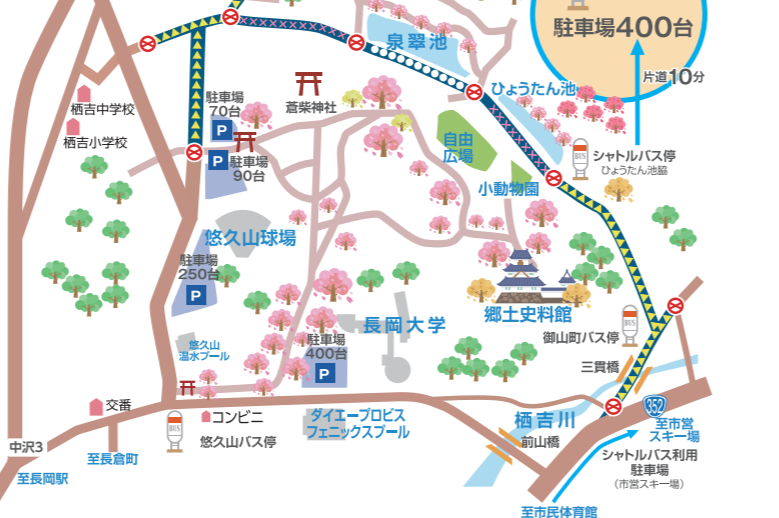 駐車場400台
片道10分
泉翠池
ひょうたん池
栖吉中学校
栖吉小学校
駐車場
70台
P
蒼柴神社
P
駐車場
90台
自由
広場
小動物園
BUS
シャトルバス停
ひょうたん池脇
悠久山球場
駐車場
250台
P
郷土史料館
長岡大学
BUS
御山町バス停
三貫橋
悠久山
温水プール
駐車場
400台
P
交番
コンビニ
BUS
悠久山バス停
ダイエープロビス
フェニックスプール
栖吉川
前山橋
352
至市営
スキー場
シャトルバス利用
駐車場
(市営スキー場)
中沢3
至長倉町
至長岡駅
至市民体育館